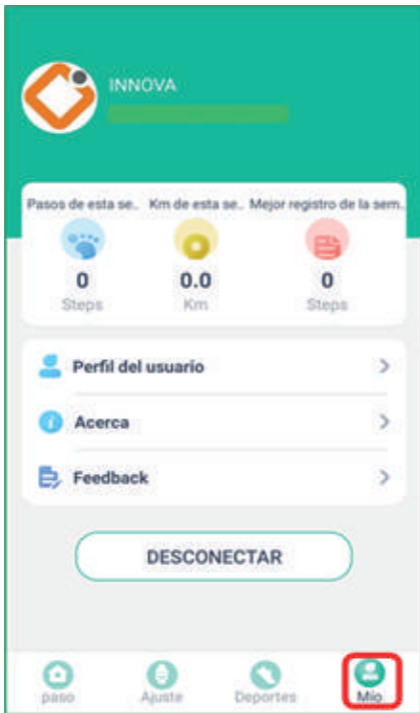 INNOVA
Pasos de esta se.. Km de esta se.. Mejor registro de la sem..
0 0.0 0
Steps Km Steps
Perfil del usuario
Acerca
Feedback
DESCONECTAR
paso Ajuste Deportes Mío